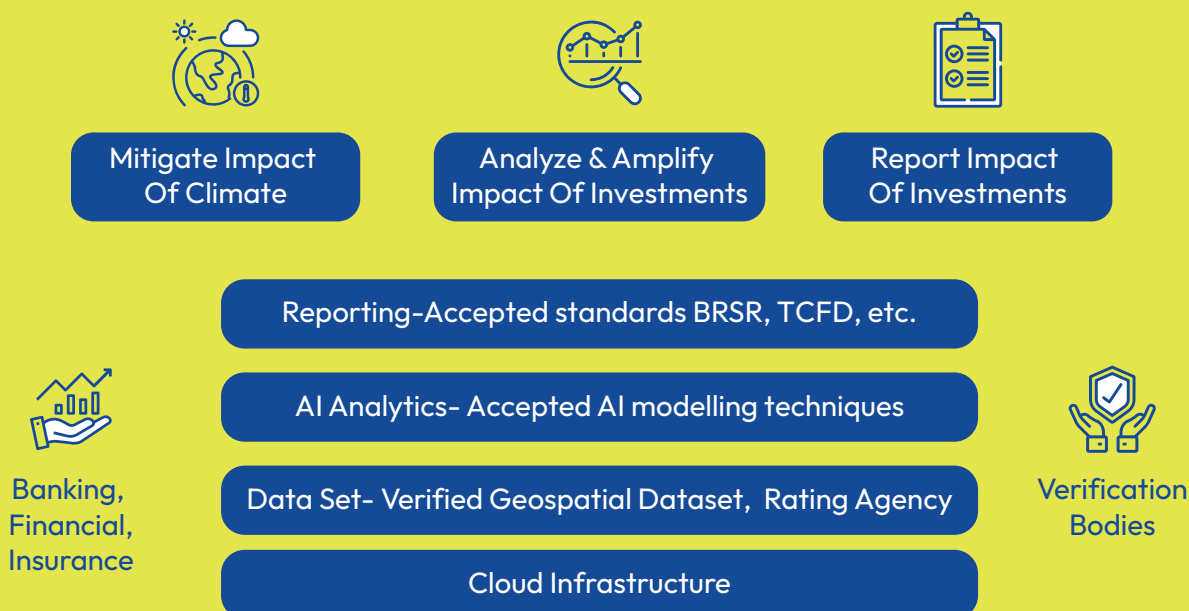 Mitigate Impact
Of Climate
Analyze & Amplify
Impact Of Investments
Report Impact
Of Investments
Reporting-Accepted standards BRSR, TCFD, etc.
AI Analytics- Accepted AI modelling techniques
Data Set- Verified Geospatial Dataset, Rating Agency
Cloud Infrastructure
Banking,
Financial,
Insurance
Verification
Bodies